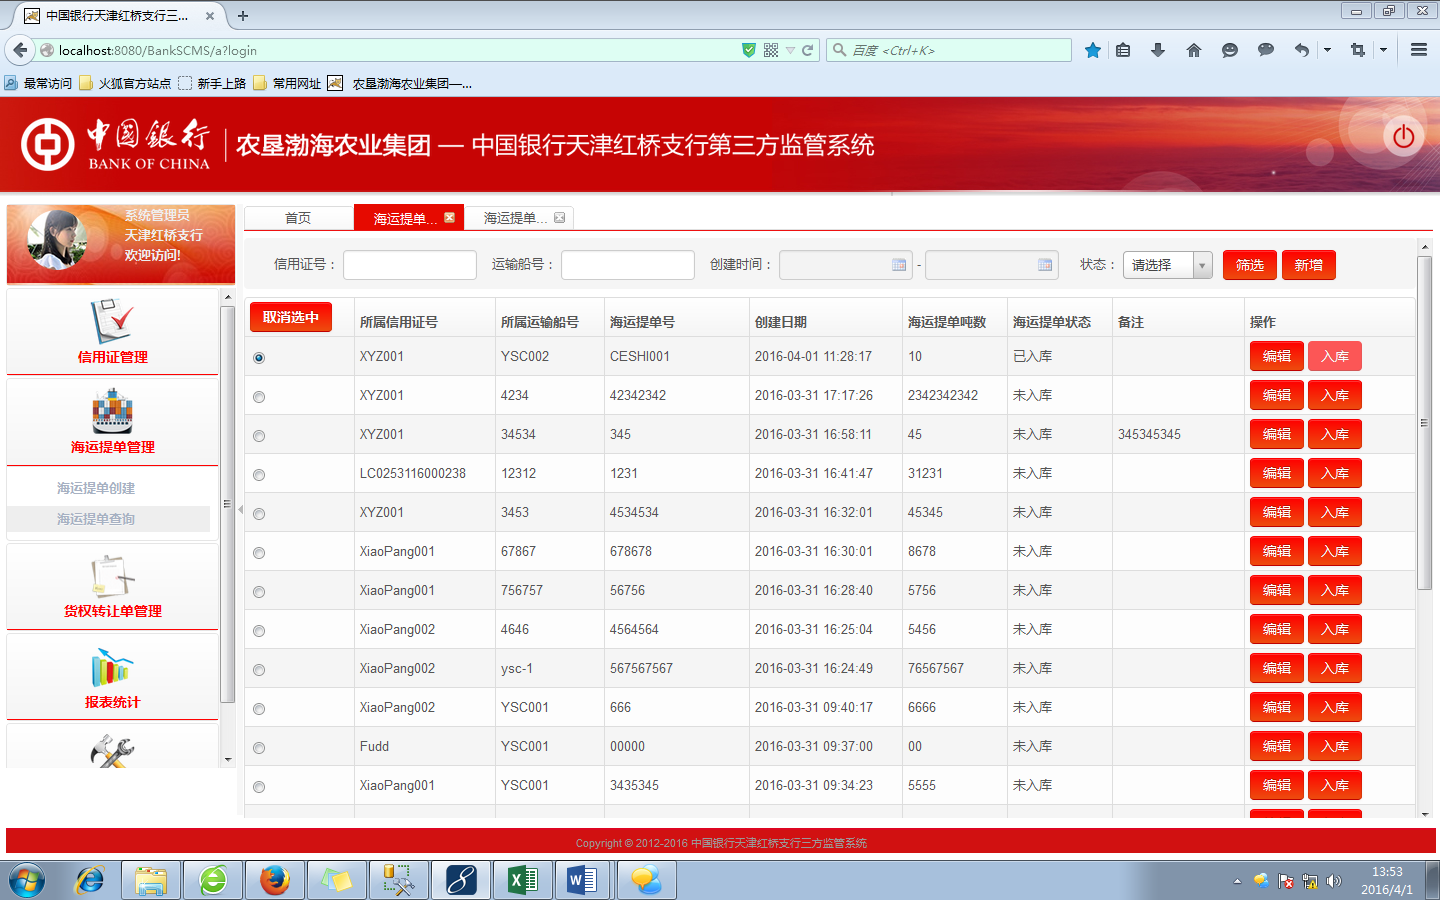 中国银行天津红桥支行三...
localhost:8080/BankSCMS/a?login
百度 <Ctrl+K>
最常访问 火狐官方站点 新手上路 常用网址 农垦渤海农业集团—...
中国银行 BANK OF CHINA 农垦渤海农业集团 — 中国银行天津红桥支行第三方监管系统
系统管理员
天津红桥支行
欢迎访问!
信用证管理
海运提单管理
海运提单创建
海运提单查询
货权转让单管理
报表统计
首页 海运提单... 海运提单...
信用证号： 运输船号： 创建时间： - 状态： 请选择 筛选 新增
取消选中 所属信用证号 所属运输船号 海运提单号 创建日期 海运提单吨数 海运提单状态 备注 操作
XYZ001 YSC002 CESHI001 2016-04-01 11:28:17 10 已入库 编辑 入库
XYZ001 4234 42342342 2016-03-31 17:17:26 2342342342 未入库 编辑 入库
XYZ001 34534 345 2016-03-31 16:58:11 45 未入库 345345345 编辑 入库
LC0253116000238 12312 1231 2016-03-31 16:41:47 31231 未入库 编辑 入库
XYZ001 3453 4534534 2016-03-31 16:32:01 45345 未入库 编辑 入库
XiaoPang001 67867 678678 2016-03-31 16:30:01 8678 未入库 编辑 入库
XiaoPang001 756757 56756 2016-03-31 16:28:40 5756 未入库 编辑 入库
XiaoPang002 4646 4564564 2016-03-31 16:25:04 5456 未入库 编辑 入库
XiaoPang002 ysc-1 567567567 2016-03-31 16:24:49 76567567 未入库 编辑 入库
XiaoPang002 YSC001 666 2016-03-31 09:40:17 6666 未入库 编辑 入库
Fudd YSC001 00000 2016-03-31 09:37:00 00 未入库 编辑 入库
XiaoPang001 YSC001 3435345 2016-03-31 09:34:23 5555 未入库 编辑 入库
Copyright © 2012-2016 中国银行天津红桥支行三方监管系统
13:53
2016/4/1